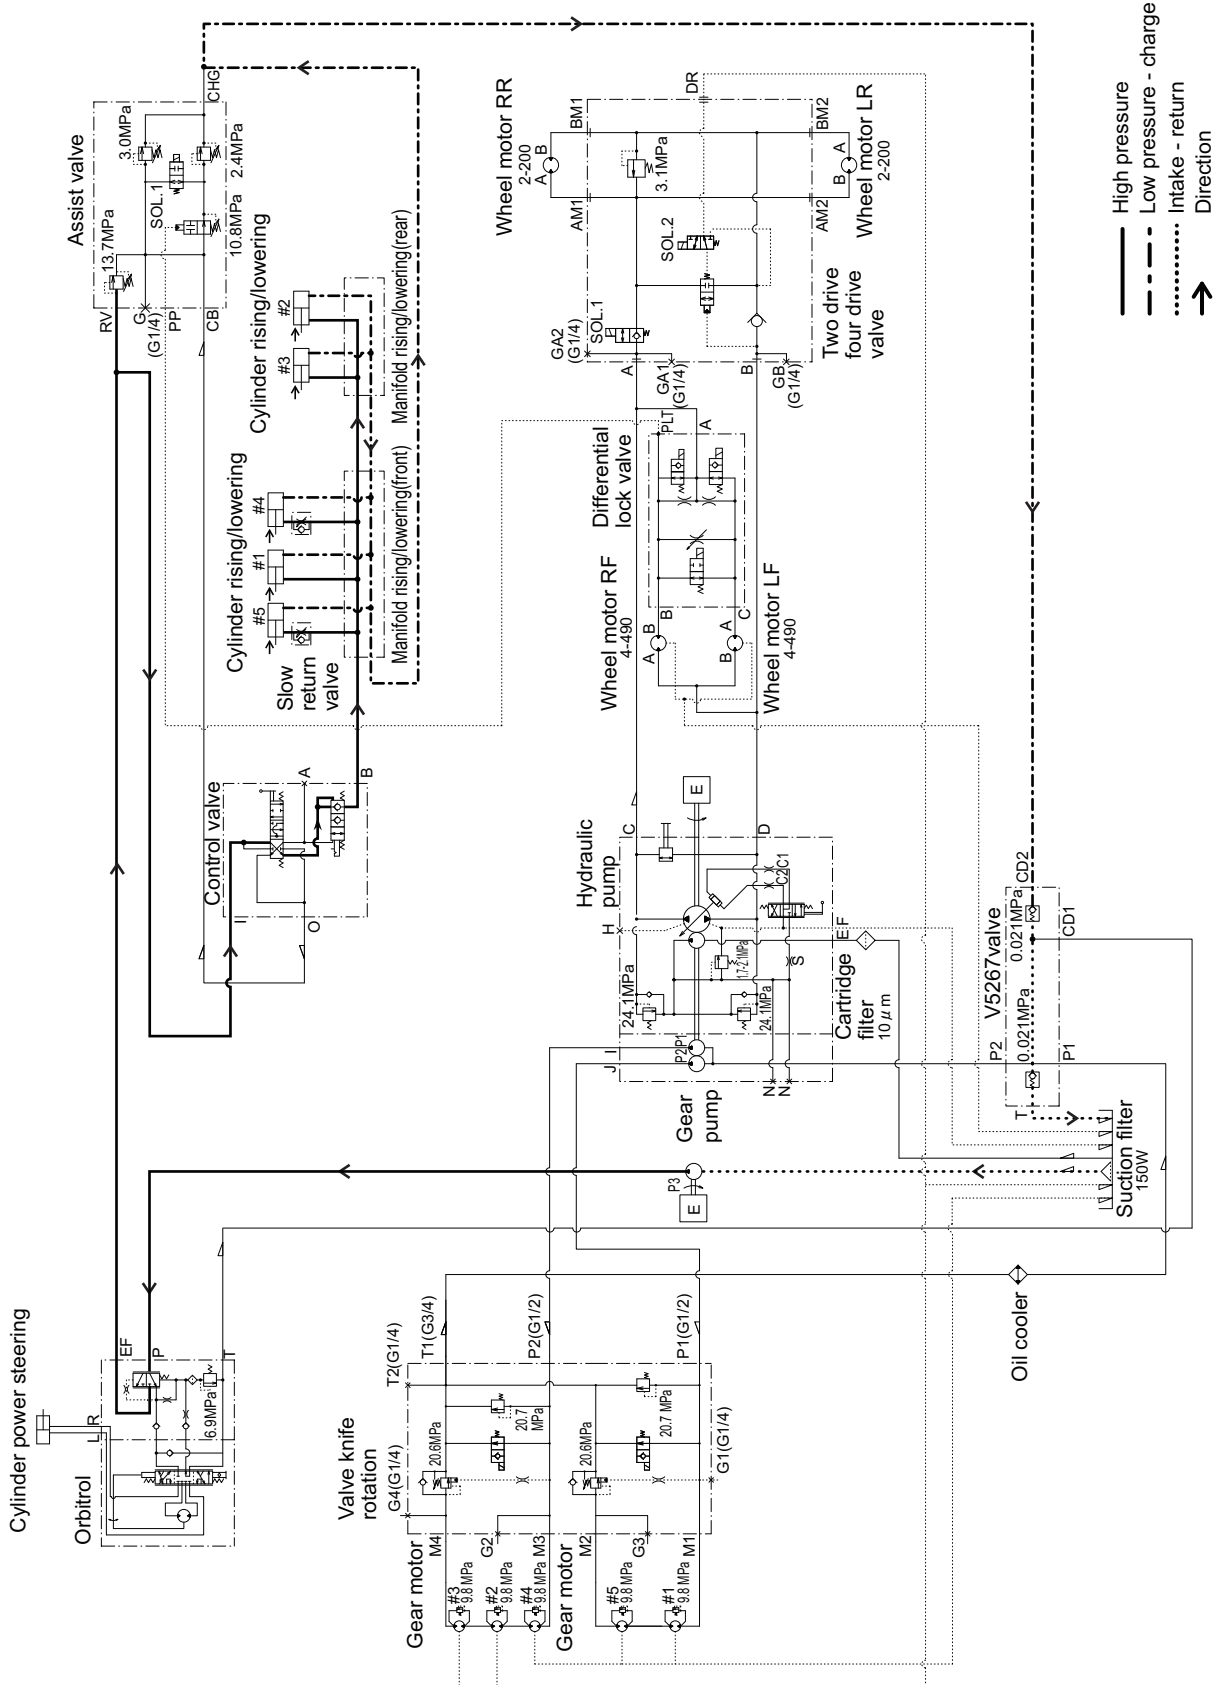 Cylinder power steering
Orbitrol
L
R
EF
P
T
6.9MPa
Assist valve
RV
G
(G1/4)
PP
CB
CHG
13.7MPa
SOL.1
10.8MPa
3.0MPa
2.4MPa
Cylinder rising/lowering
#2
#3
Manifold rising/lowering(rear)
Cylinder rising/lowering
#4
#1
#5
Manifold rising/lowering(front)
Slow
return
valve
Control valve
I
O
A
B
Wheel motor RR
2-200
A
B
BM1
AM1
DR
3.1MPa
SOL.2
SOL.1
GA2
(G1/4)
A
GA1
(G1/4)
B
GB
(G1/4)
BM2
AM2
A
B
Wheel motor LR
2-200
Two drive
four drive
valve
Differential
lock valve
PLT
A
B
C
Wheel motor RF
4-490
A
B
B
A
Wheel motor LF
4-490
Hydraulic
pump
E
C
D
H
C2
C1
E
F
S
1.7-2.1MPa
24.1MPa
24.1MPa
Cartridge
filter
10μm
J
I
P2
P1
N
N
Gear
pump
P3
E
V5267valve
CD2
0.021MPa
CD1
0.021MPa
P2
P1
T
Suction filter
150W
Oil cooler
Valve knife
rotation
T2(G1/4)
T1(G3/4)
P2(G1/2)
P1(G1/2)
G4(G1/4)
G1(G1/4)
20.6MPa
20.7
MPa
20.6MPa
20.7 MPa
Gear motor
M4
G2
M3
#3
9.8 MPa
#2
9.8 MPa
#4
9.8 MPa
Gear motor
M2
G3
M1
#5
9.8 MPa
#1
9.8 MPa
High pressure
Low pressure - charge
Intake - return
Direction